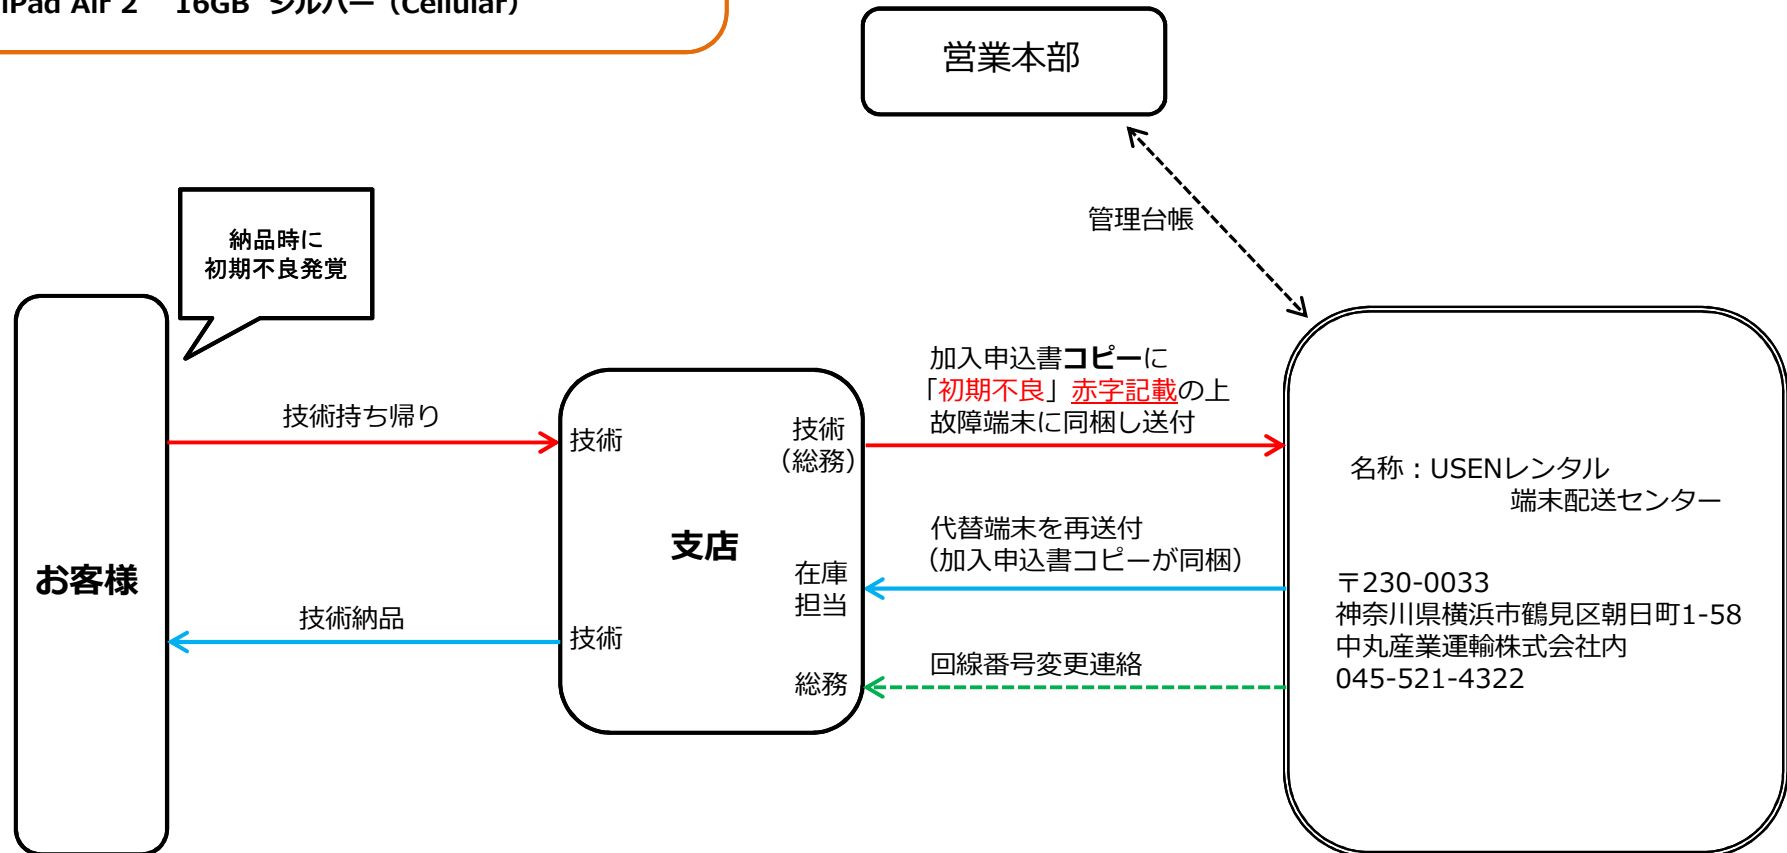 iPad Air 2　16GB シルバー（Cellular）
営業本部
管理台帳
納品時に
初期不良発覚
お客様
技術持ち帰り
技術納品
技術
技術
支店
技術
（総務）
在庫
担当
総務
加入申込書コピーに
「初期不良」赤字記載の上
故障端末に同梱し送付
代替端末を再送付
（加入申込書コピーが同梱）
回線番号変更連絡
名称：USENレンタル
端末配送センター
〒230-0033
神奈川県横浜市鶴見区朝日町1-58
中丸産業運輸株式会社内
045-521-4322